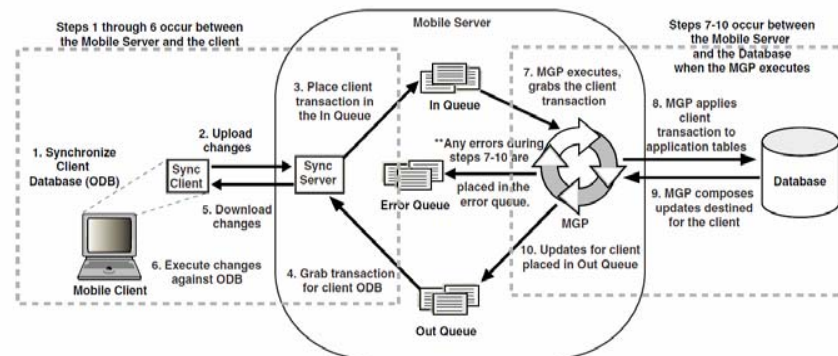 Mobile Server
Steps 1 through 6 occur between
the Mobile Server and the client
Steps 7-10 occur between
the Mobile Server
and the Database
when the MGP executes
1. Synchronize
Client
Database (ODB)
2. Upload
changes
Sync
Client
5. Download
changes
Mobile Client
6. Execute changes
against ODB
3. Place client
transaction in
the In Queue
Sync
Server
4. Grab transaction
for client ODB
In Queue
**Any errors during
steps 7-10 are
placed in the
error queue.
Error Queue
Out Queue
7. MGP executes,
grabs the client
transaction
MGP
10. Updates for client
placed in Out Queue
8. MGP applies
client
transaction to
application tables
9. MGP composes
updates destined
for the client
Database